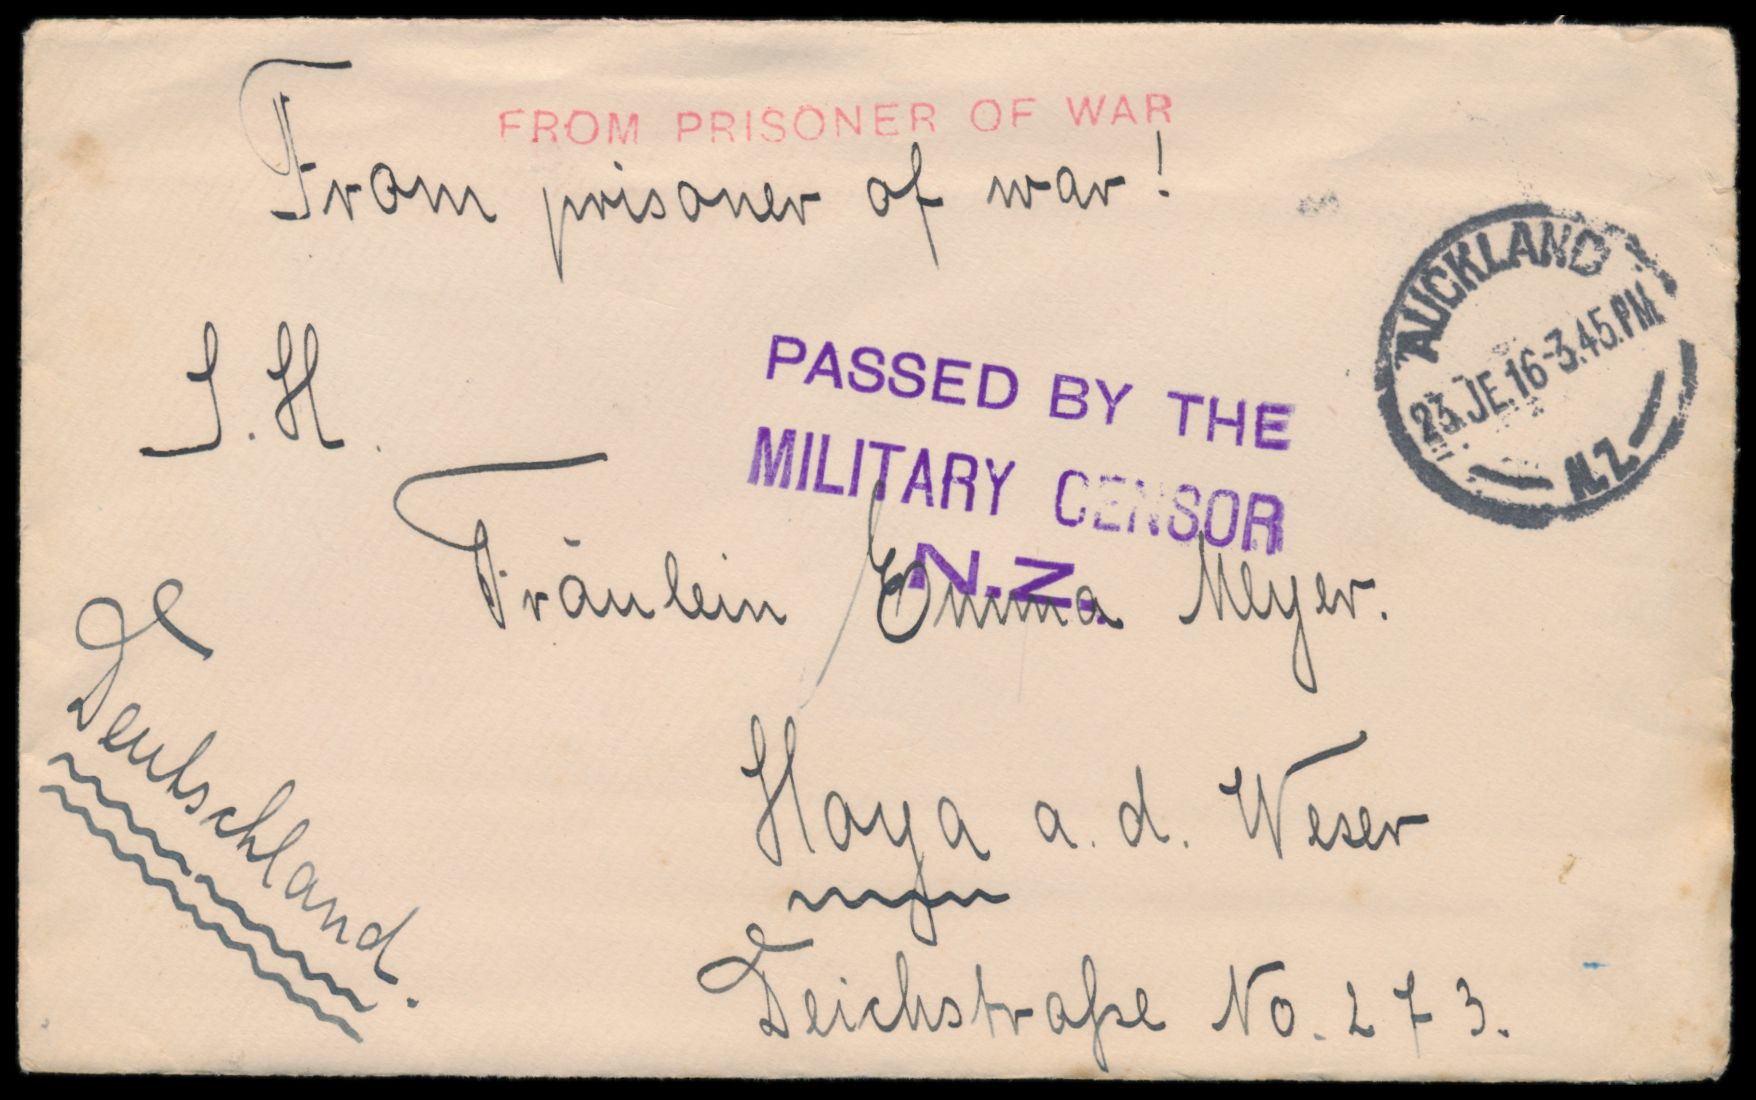 FROM PRISONER OF WAR
From prisoner of war!
AUCKLAND
23.JE.16-3.45.PM
N.Z.
S.H.
PASSED BY THE
MILITARY CENSOR
N.Z.
Fräulein Emma Meyer.
Hoya a.d. Weser
Deichstraße No. 273.
Deutschland.